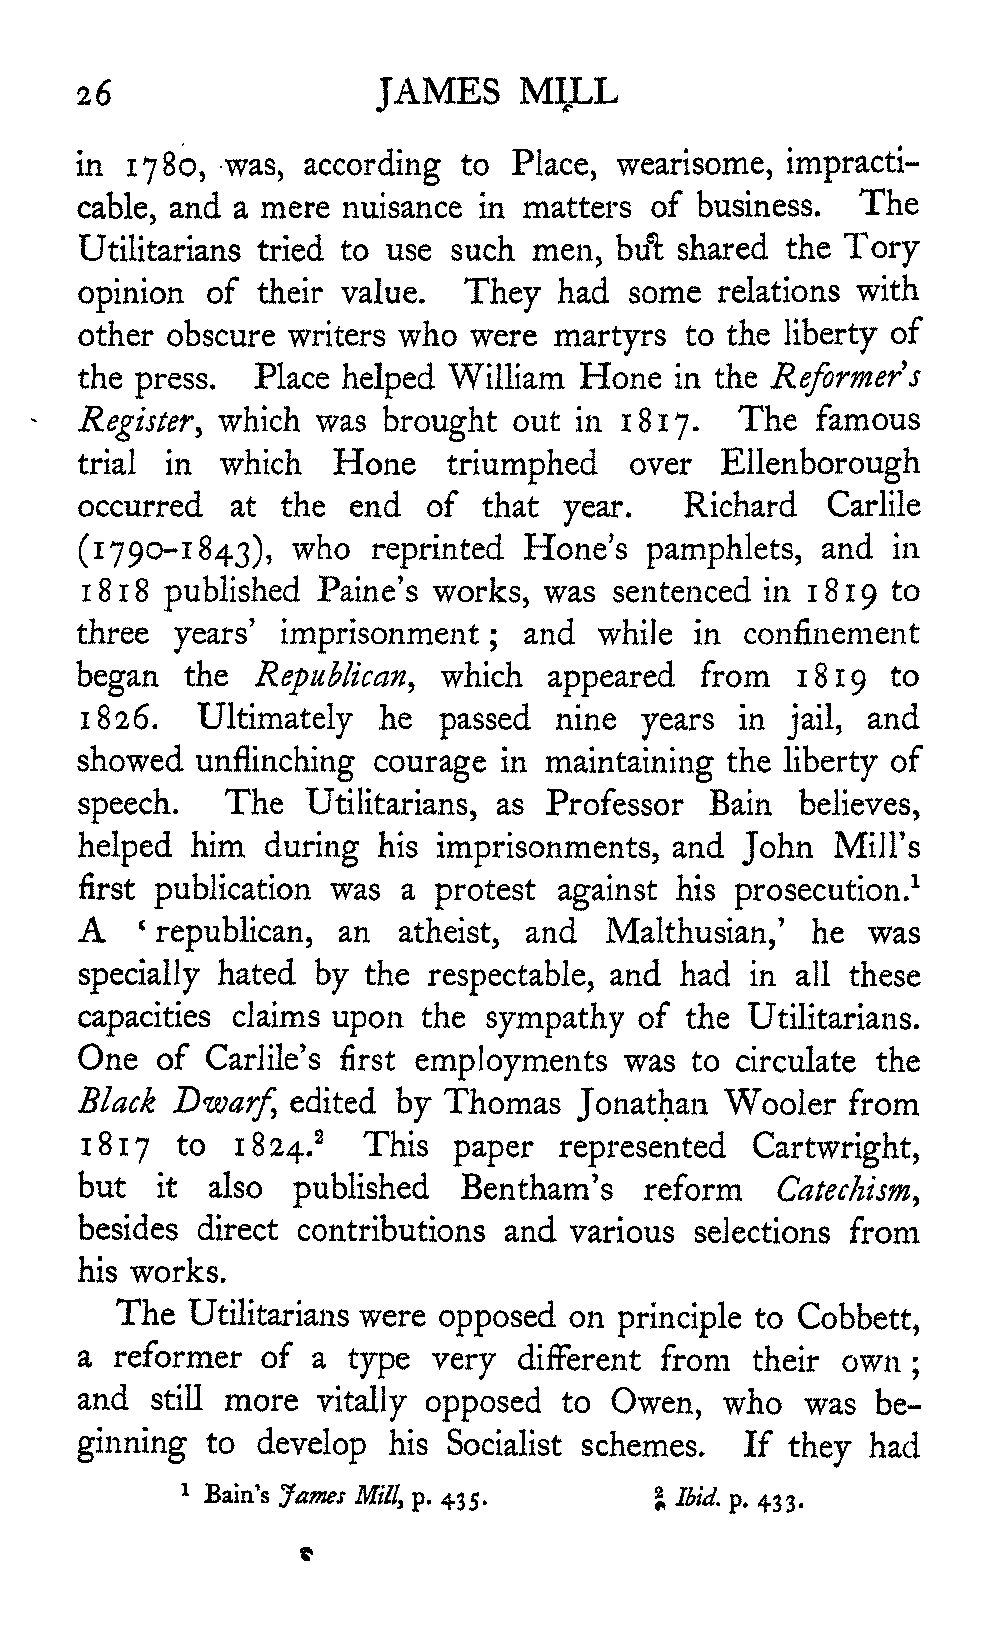 26 JAMES MILL
in 1780, was, according to Place, wearisome, impracti-
cable, and a mere nuisance in matters of business. The
Utilitarians tried to use such men, but shared the Tory
opinion of their value. They had some relations with
other obscure writers who were martyrs to the liberty of
the press. Place helped William Hone in the Reformer's
Register, which was brought out in 1817. The famous
trial in which Hone triumphed over Ellenborough
occurred at the end of that year. Richard Carlile
(1790-1843), who reprinted Hone's pamphlets, and in
1818 published Paine's works, was sentenced in 1819 to
three years' imprisonment ; and while in confinement
began the Republican, which appeared from 1819 to
1826. Ultimately he passed nine years in jail, and
showed unflinching courage in maintaining the liberty of
speech. The Utilitarians, as Professor Bain believes,
helped him during his imprisonments, and John Mill's
first publication was a protest against his prosecution.¹
A ‘republican, an atheist, and Malthusian,’ he was
specially hated by the respectable, and had in all these
capacities claims upon the sympathy of the Utilitarians.
One of Carlile's first employments was to circulate the
Black Dwarf, edited by Thomas Jonathan Wooler from
1817 to 1824.² This paper represented Cartwright,
but it also published Bentham's reform Catechism,
besides direct contributions and various selections from
his works.
The Utilitarians were opposed on principle to Cobbett,
a reformer of a type very different from their own ;
and still more vitally opposed to Owen, who was be-
ginning to develop his Socialist schemes. If they had
¹ Bain's James Mill, p. 435. ² Ibid. p. 433.